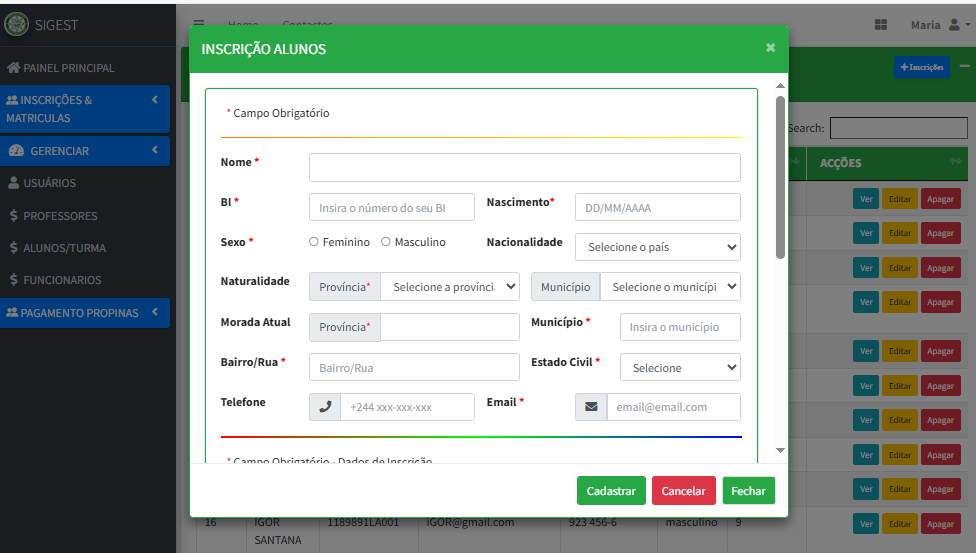 SIGEST
Home Contactos
Maria
PAINEL PRINCIPAL
INSCRIÇÕES &
MATRICULAS
GERENCIAR
USUÁRIOS
PROFESSORES
ALUNOS/TURMA
FUNCIONARIOS
PAGAMENTO PROPINAS
+Inscrições
Search:
ACÇÕES
Ver Editar Apagar
Ver Editar Apagar
Ver Editar Apagar
Ver Editar Apagar
Ver Editar Apagar
Ver Editar Apagar
Ver Editar Apagar
Ver Editar Apagar
Ver Editar Apagar
INSCRIÇÃO ALUNOS ×
* Campo Obrigatório
Nome *
BI * Insira o número do seu BI Nascimento* DD/MM/AAAA
Sexo * Feminino Masculino Nacionalidade Selecione o país
Naturalidade Província* Selecione a província Município Selecione o municípi
Morada Atual Província* Município * Insira o município
Bairro/Rua * Bairro/Rua Estado Civil * Selecione
Telefone +244 xxx-xxx-xxx Email * email@email.com
* Campo Obrigatório - Dados de Inscrição
Cadastrar Cancelar Fechar
16 IGOR 1189891LA001 iGOR@gmail.com 923 456-6 masculino 9 Ver Editar Apagar
SANTANA